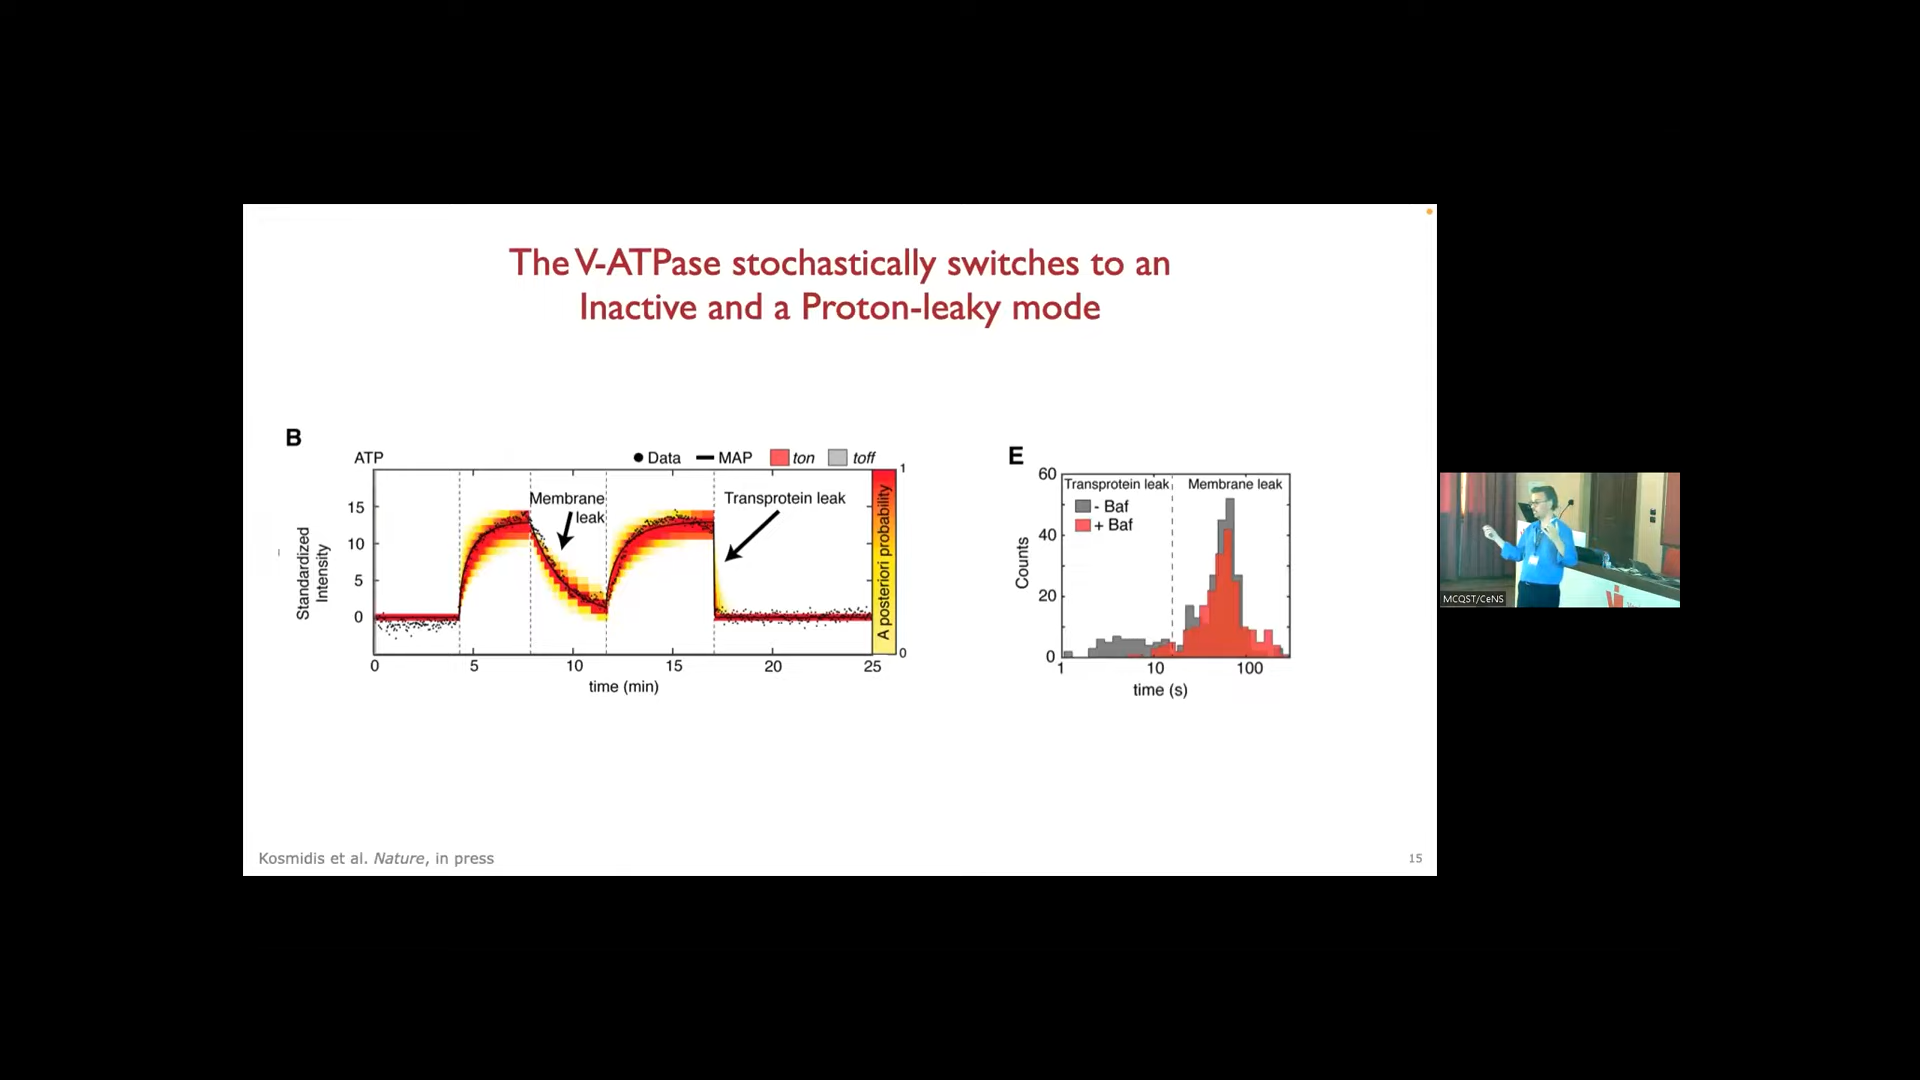 The V-ATPase stochastically switches to an
Inactive and a Proton-leaky mode
B
ATP
Data
MAP
ton
toff
Membrane
leak
Transprotein leak
Standardized
Intensity
15
10
5
0
0
5
10
15
20
25
time (min)
1
A posteriori probability
0
E
Transprotein leak
Membrane leak
- Baf
+ Baf
Counts
60
40
20
0
1
10
100
time (s)
Kosmidis et al. Nature, in press
15
MCQST/CeNS